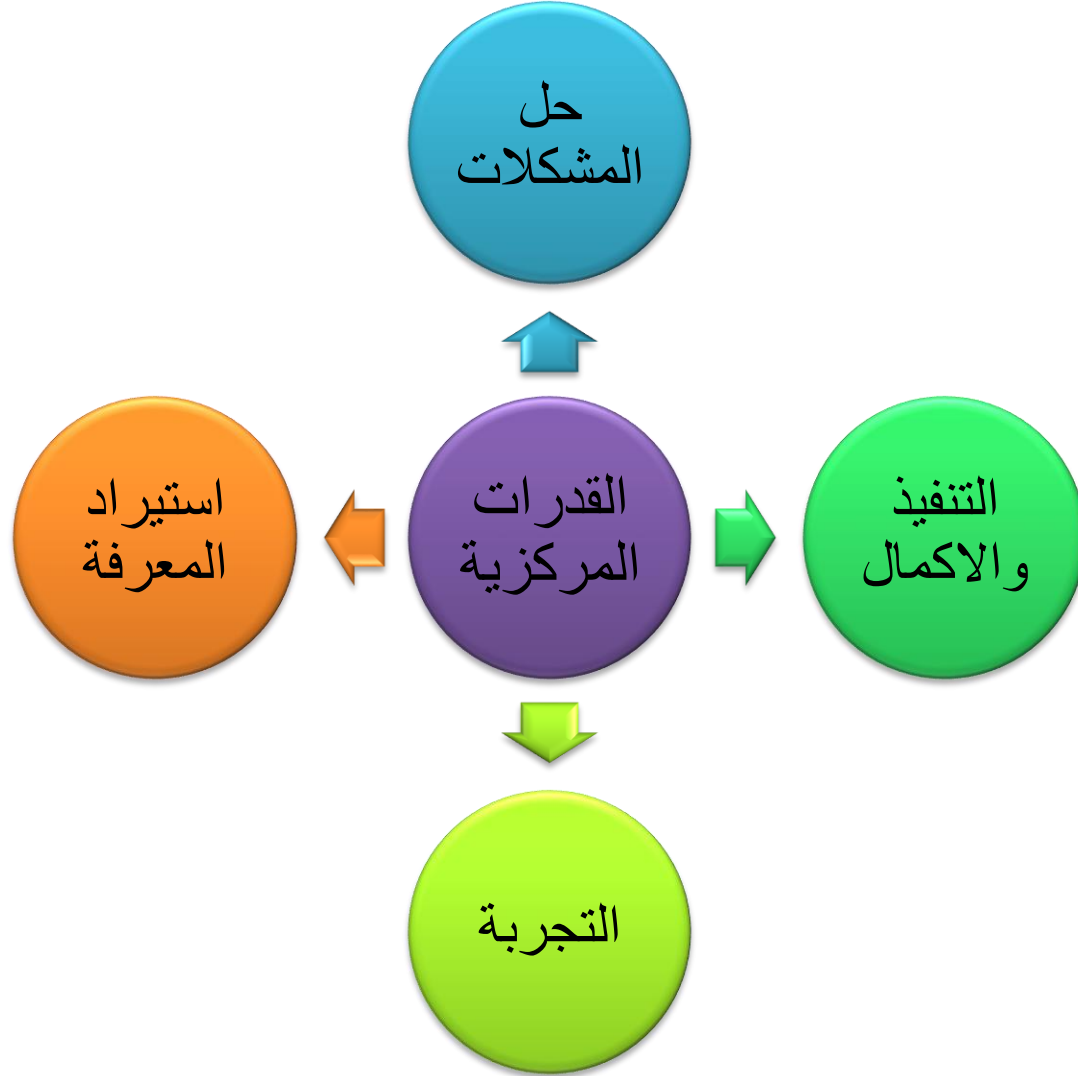 حل
المشكلات
التنفيذ
والاكمال
القدرات
المركزية
استيراد
المعرفة
التجربة